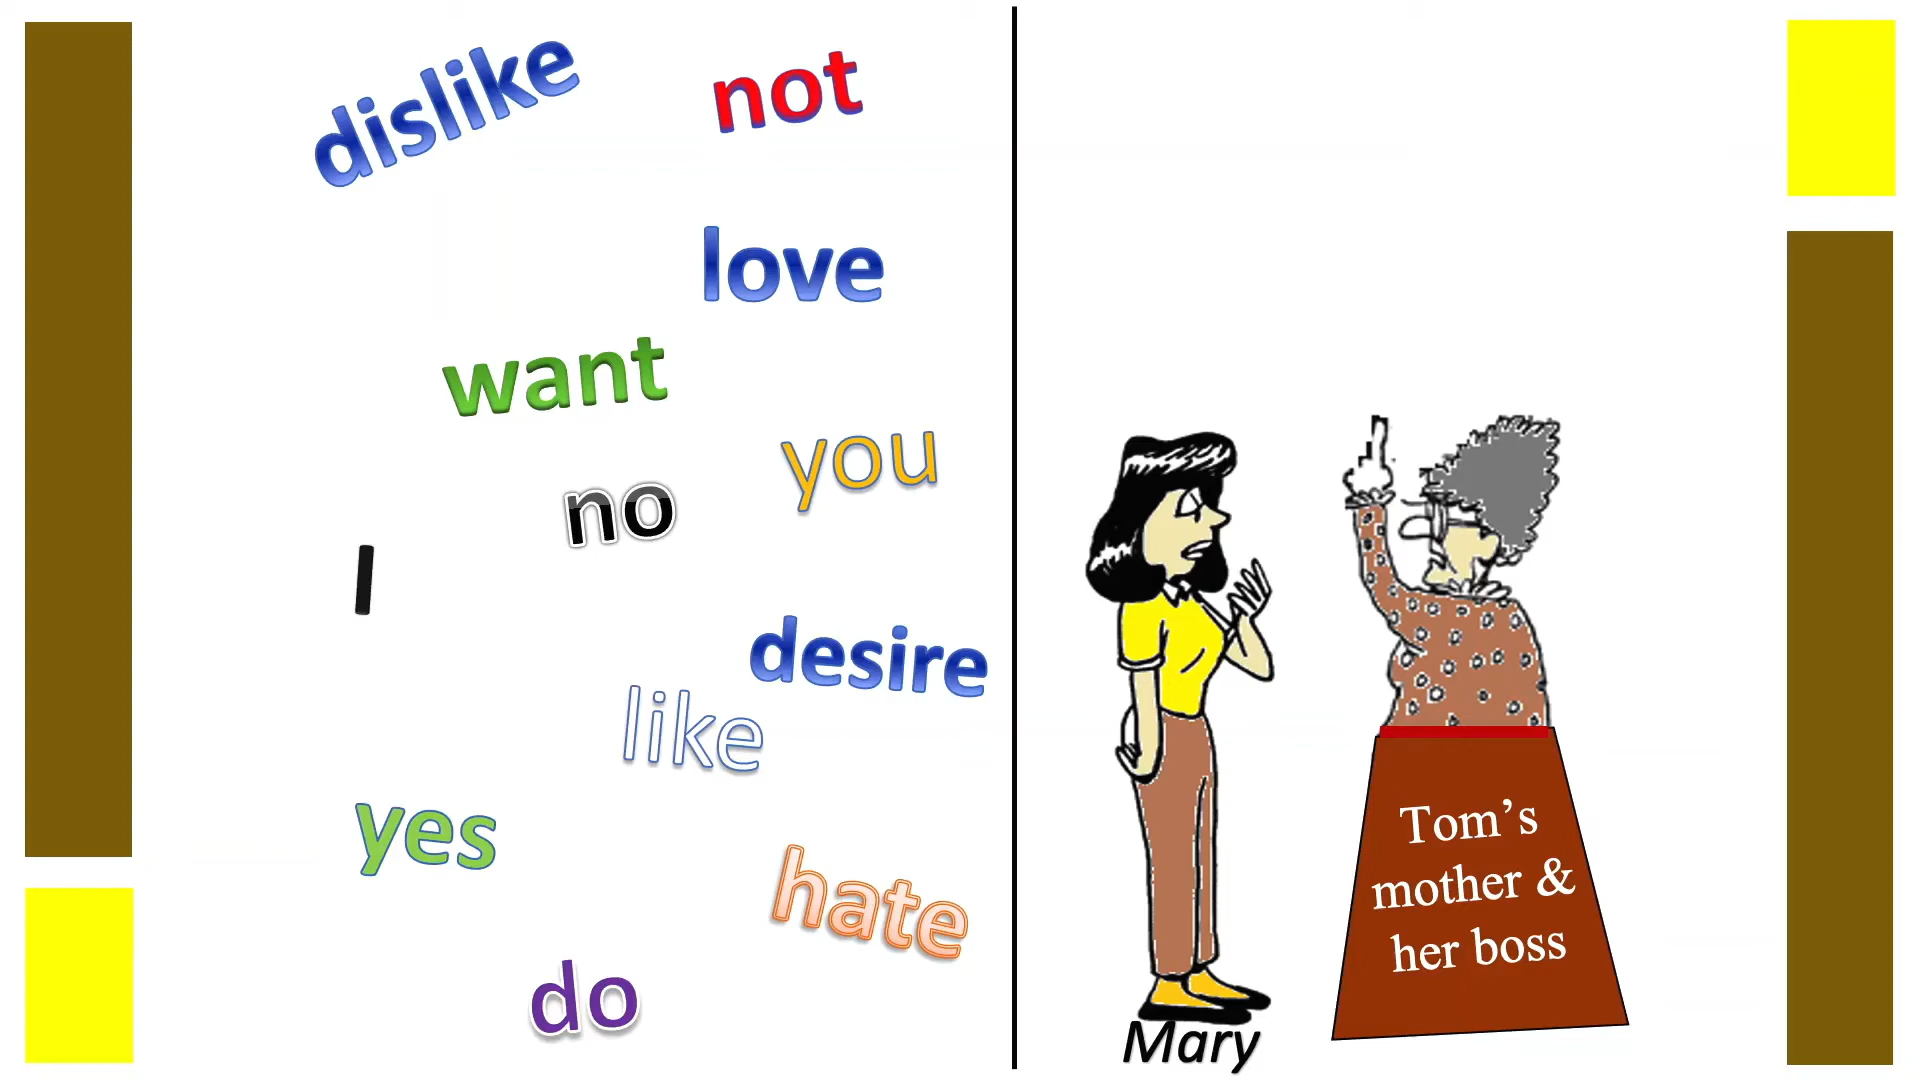 dislike
not
love
want
you
no
I
desire
like
yes
hate
do
Mary
Tom’s
mother &
her boss